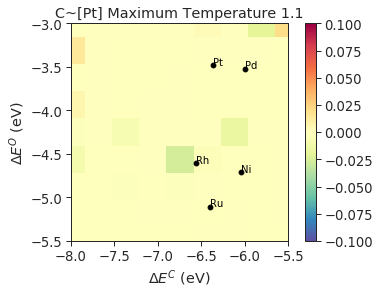 C~[Pt] Maximum Temperature 1.1
−3.0
−3.5
−4.0
−4.5
−5.0
−5.5
ΔE^O (eV)
Pt
Pd
Rh
Ni
Ru
−8.0 −7.5 −7.0 −6.5 −6.0 −5.5
ΔE^C (eV)
0.100
0.075
0.050
0.025
0.000
−0.025
−0.050
−0.075
−0.100